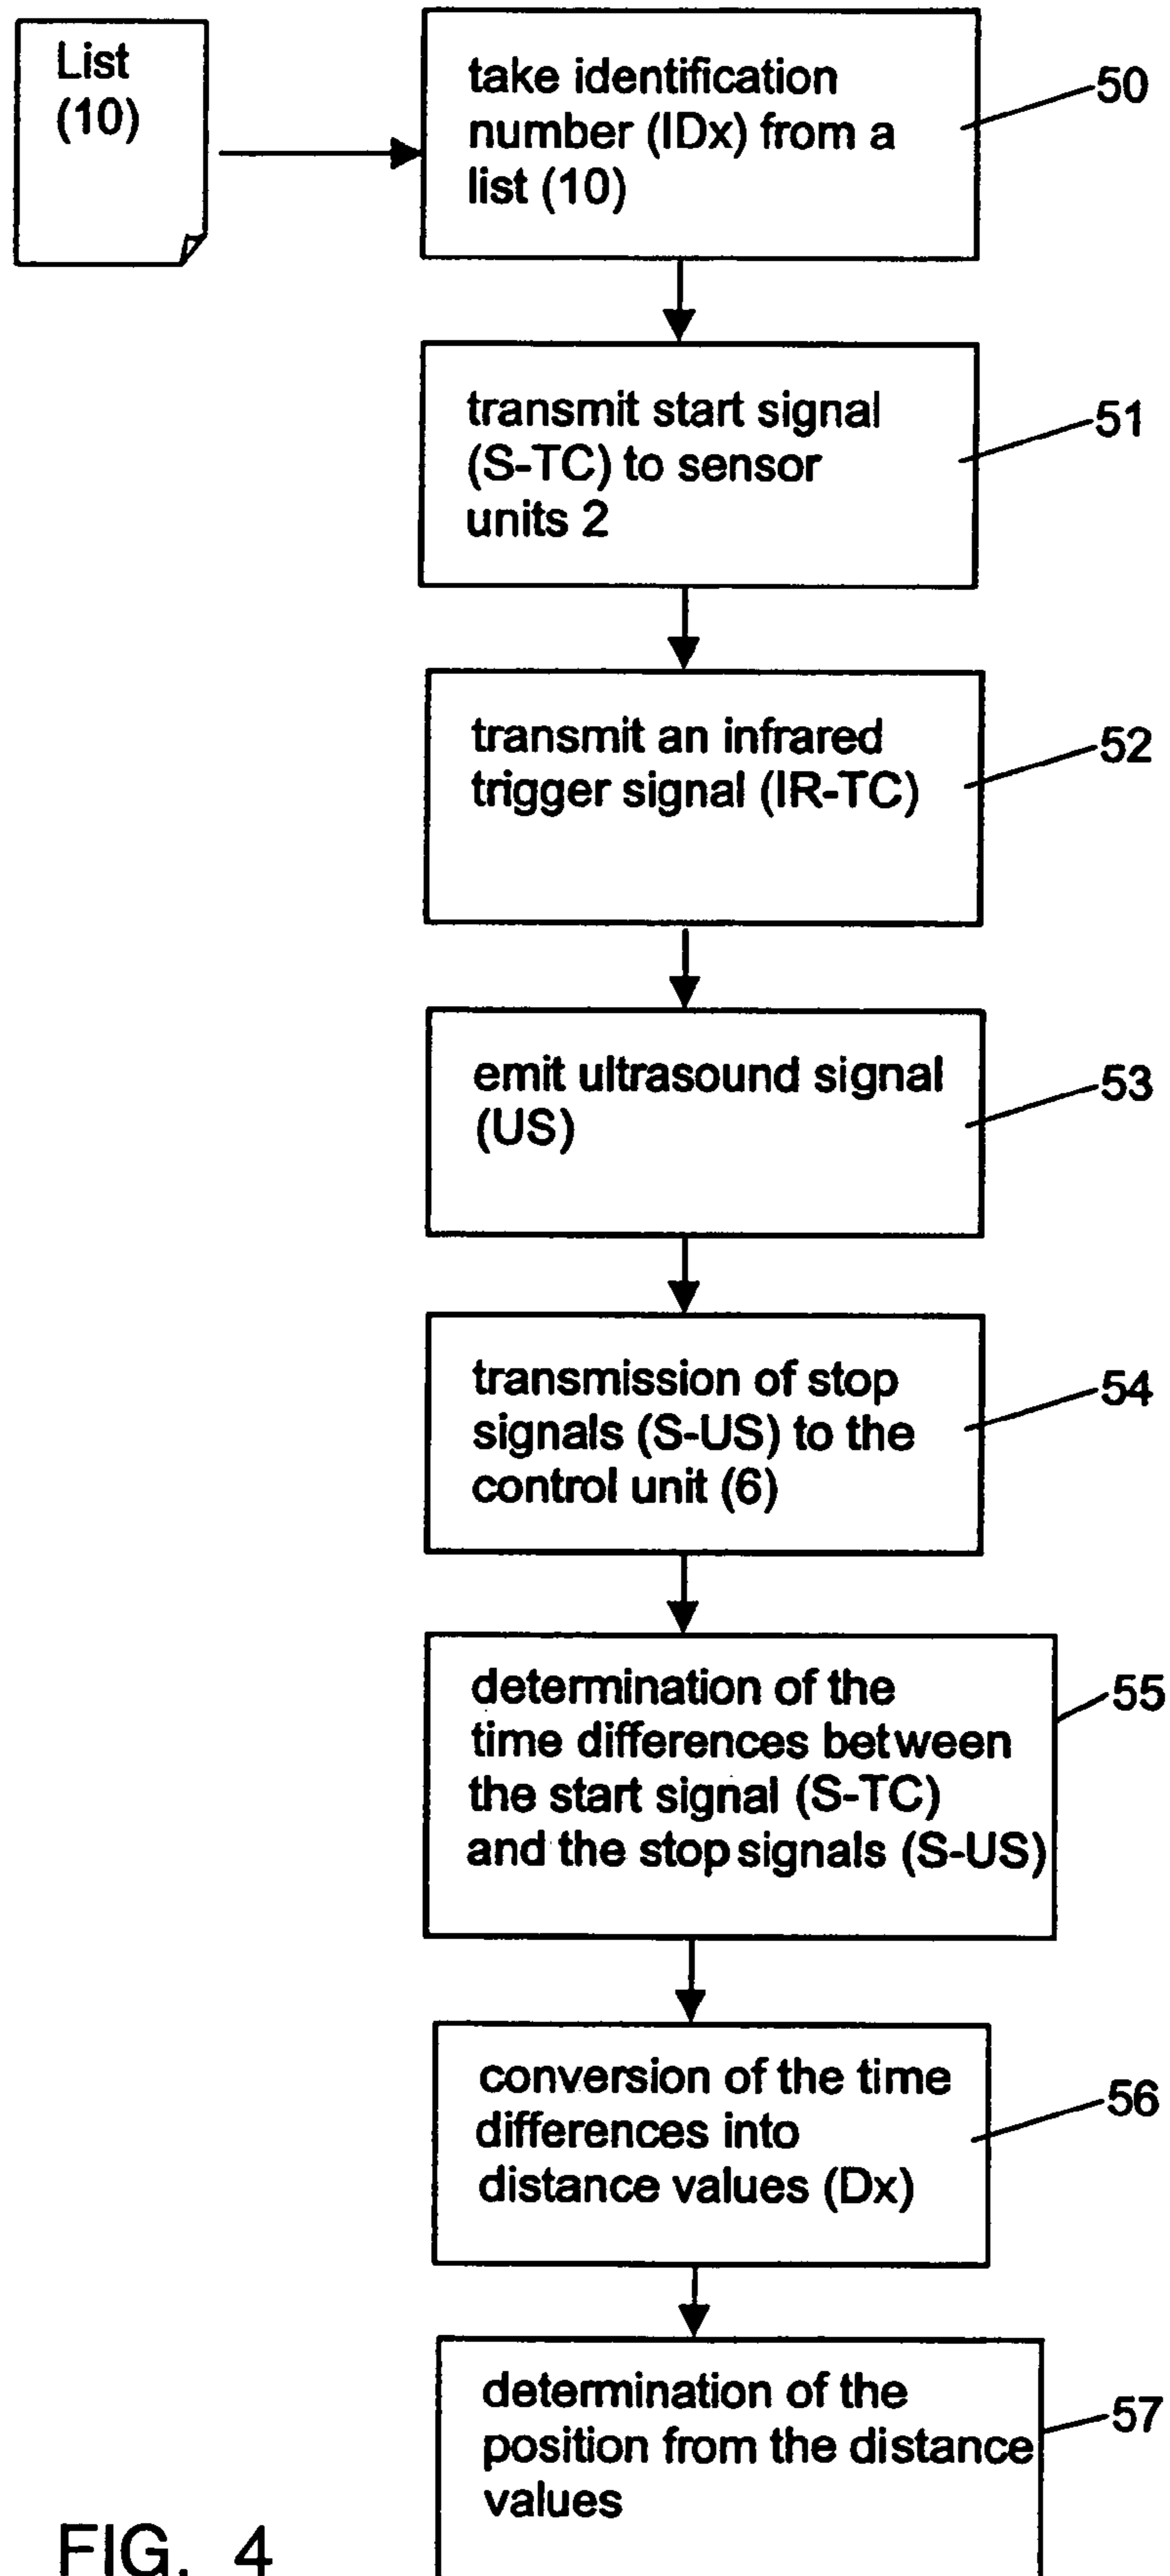 List
(10)
take identification
number (IDx) from a
list (10)
50
transmit start signal
(S-TC) to sensor
units 2
51
transmit an infrared
trigger signal (IR-TC)
52
emit ultrasound signal
(US)
53
transmission of stop
signals (S-US) to the
control unit (6)
54
determination of the
time differences between
the start signal (S-TC)
and the stop signals (S-US)
55
conversion of the time
differences into
distance values (Dx)
56
determination of the
position from the distance
values
57
FIG. 4